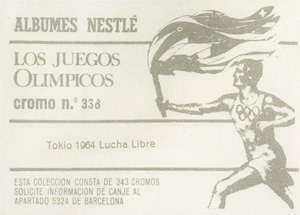 ALBUMES NESTLÉ
LOS JUEGOS
OLIMPICOS
cromo n.º 338
Tokio 1964 Lucha Libre
ESTA COLECCION CONSTA DE 343 CROMOS
SOLICITE INFORMACION DE CANJE AL
APARTADO 5324 DE BARCELONA